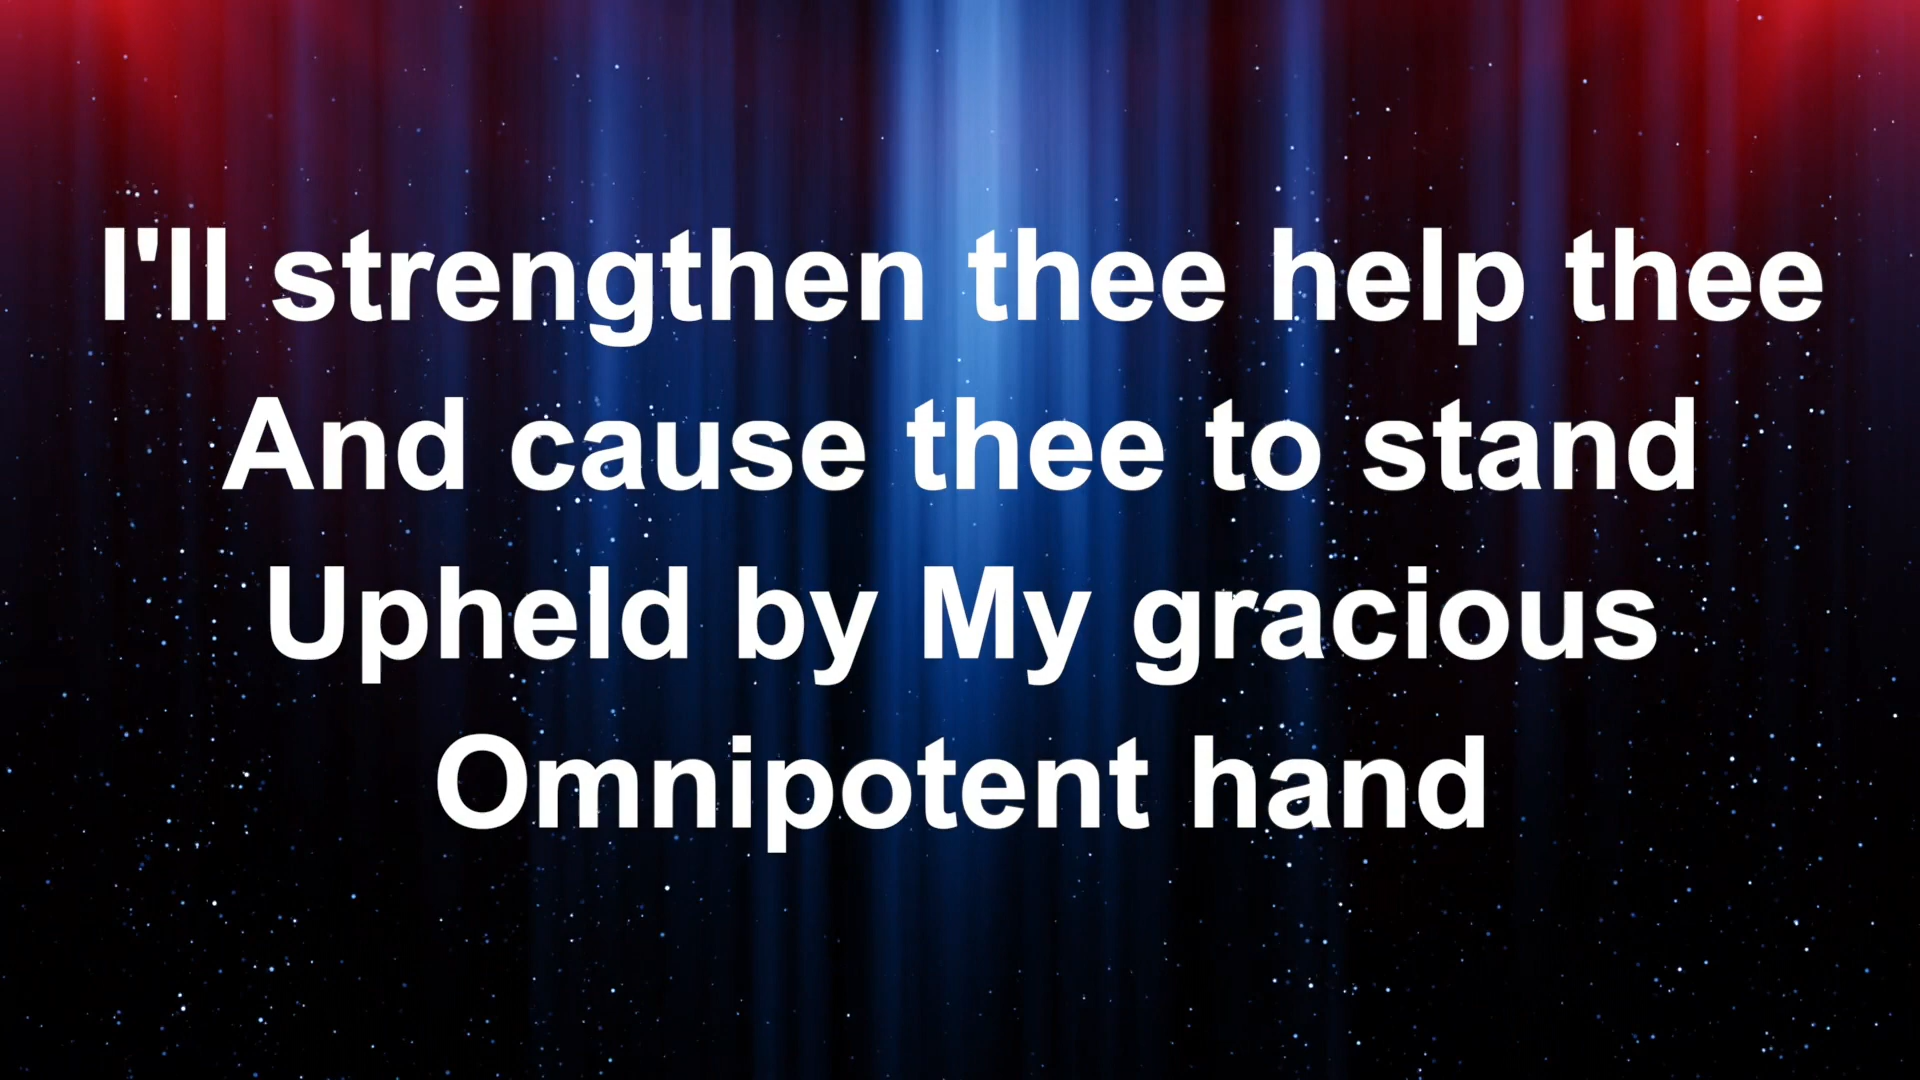 I'll strengthen thee help thee
And cause thee to stand
Upheld by My gracious
Omnipotent hand